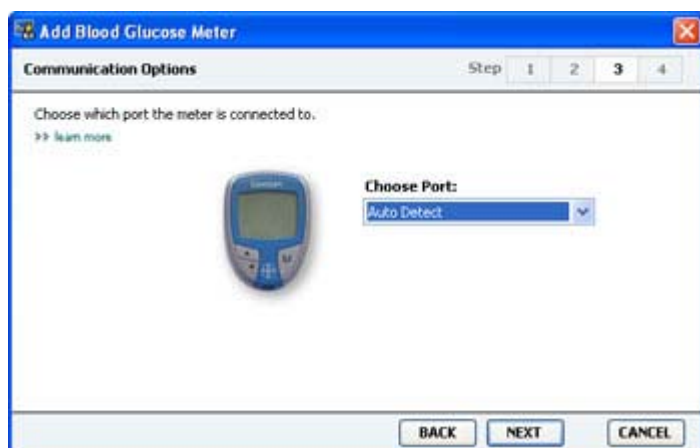 Add Blood Glucose Meter
Communication Options
Step 1 2 3 4
Choose which port the meter is connected to.
>> learn more
Choose Port:
Auto Detect
BACK NEXT CANCEL